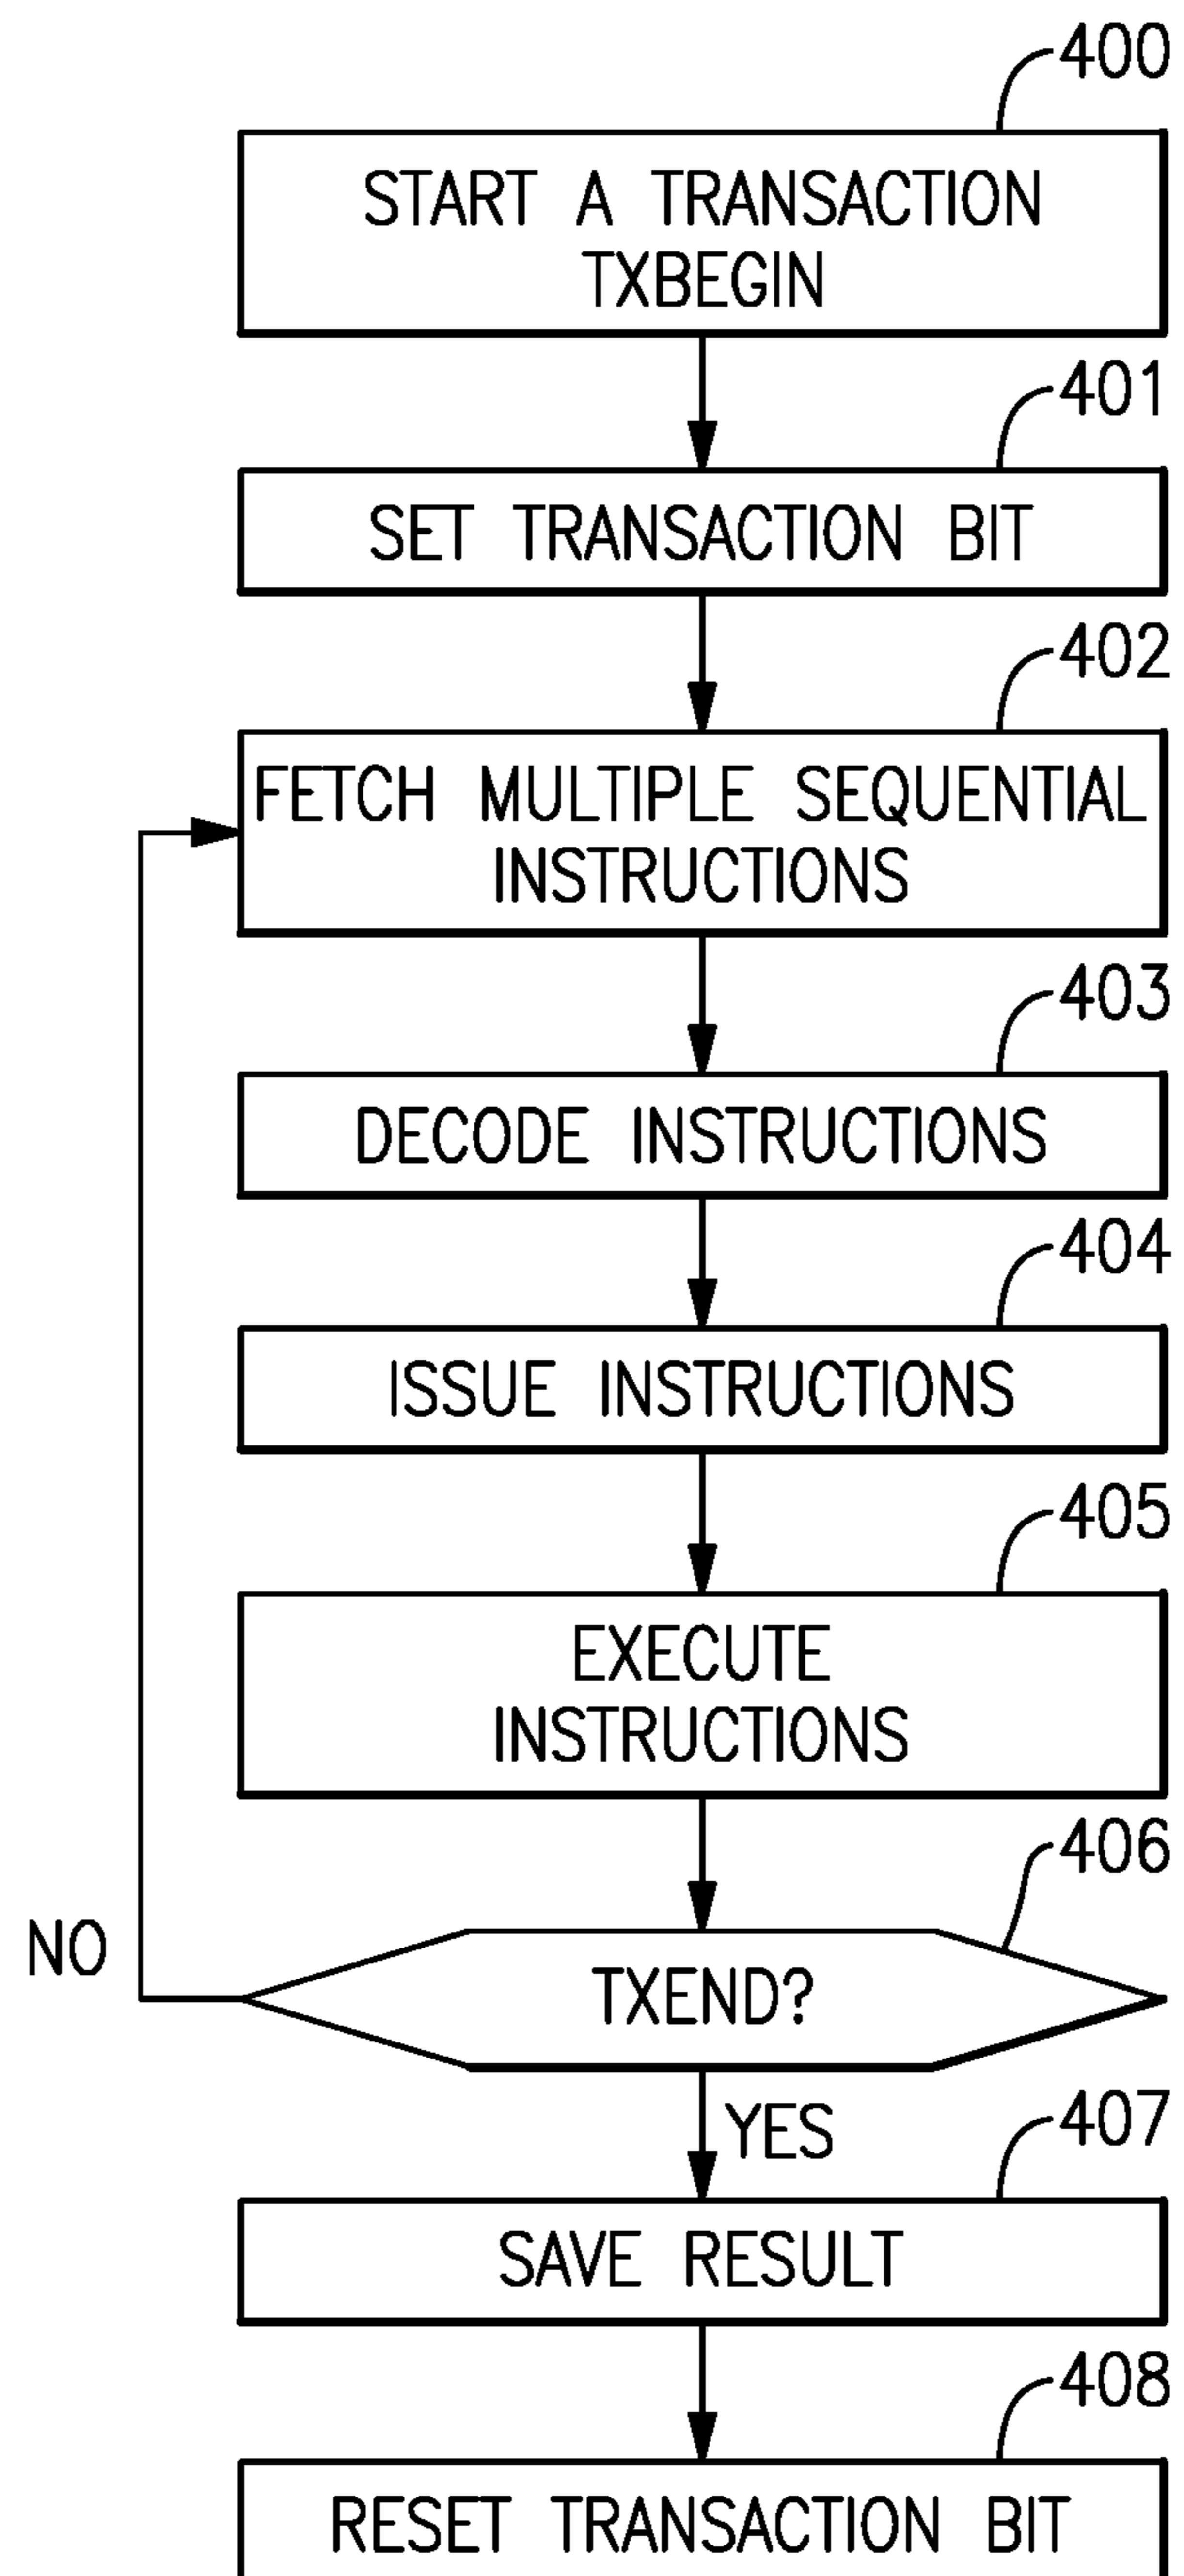 400
START A TRANSACTION
TXBEGIN
401
SET TRANSACTION BIT
402
FETCH MULTIPLE SEQUENTIAL
INSTRUCTIONS
403
DECODE INSTRUCTIONS
404
ISSUE INSTRUCTIONS
405
EXECUTE
INSTRUCTIONS
406
NO
TXEND?
YES
407
SAVE RESULT
408
RESET TRANSACTION BIT